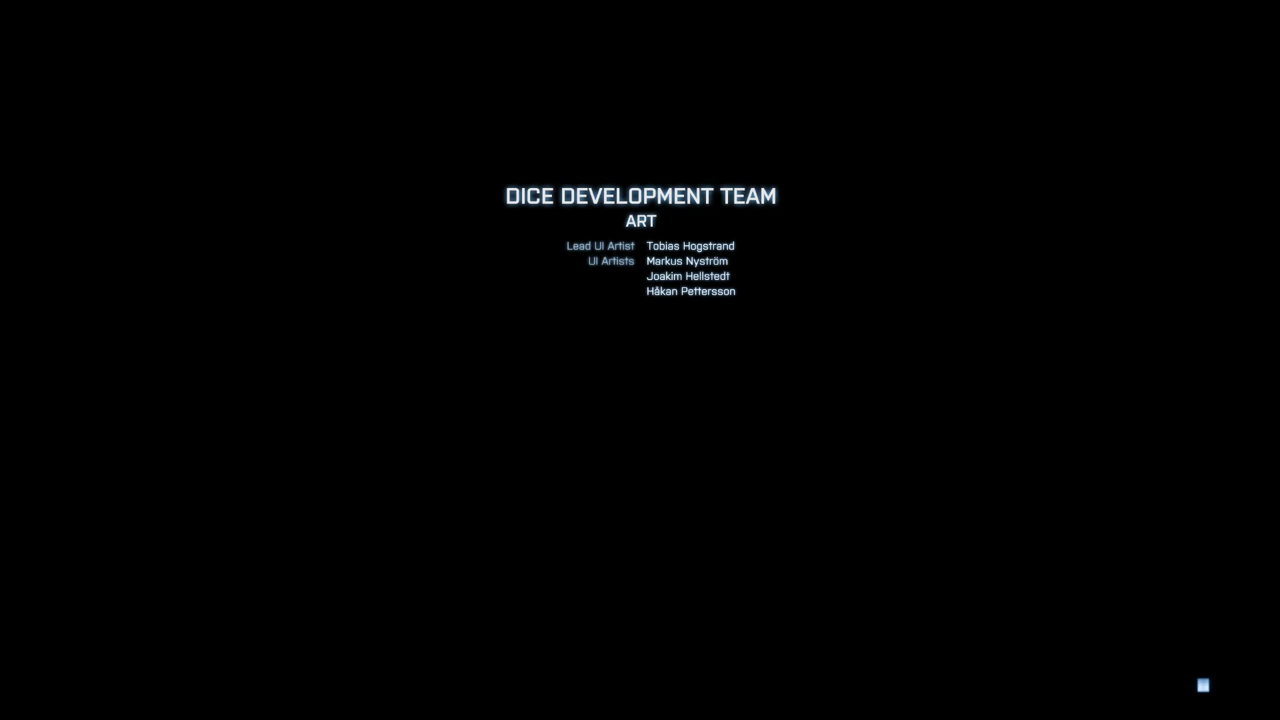 DICE DEVELOPMENT TEAM
ART
Lead UI Artist Tobias Hogstrand
UI Artists Markus Nyström
Joakim Hellstedt
Håkan Pettersson